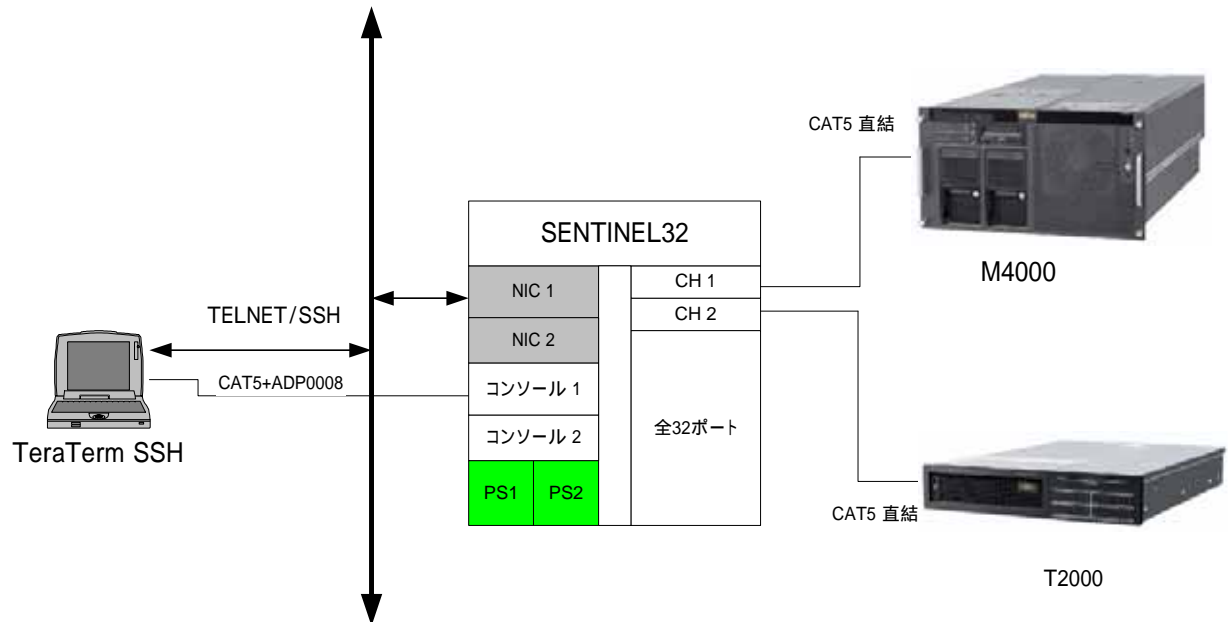 CAT5 直結
M4000
SENTINEL32
NIC 1
CH 1
CH 2
NIC 2
TELNET/SSH
CAT5+ADP0008
コンソール 1
コンソール 2
全32ポート
TeraTerm SSH
PS1
PS2
CAT5 直結
T2000